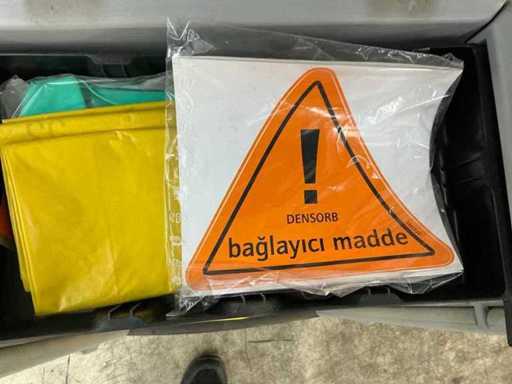 !
DENSORB
bağlayıcı madde